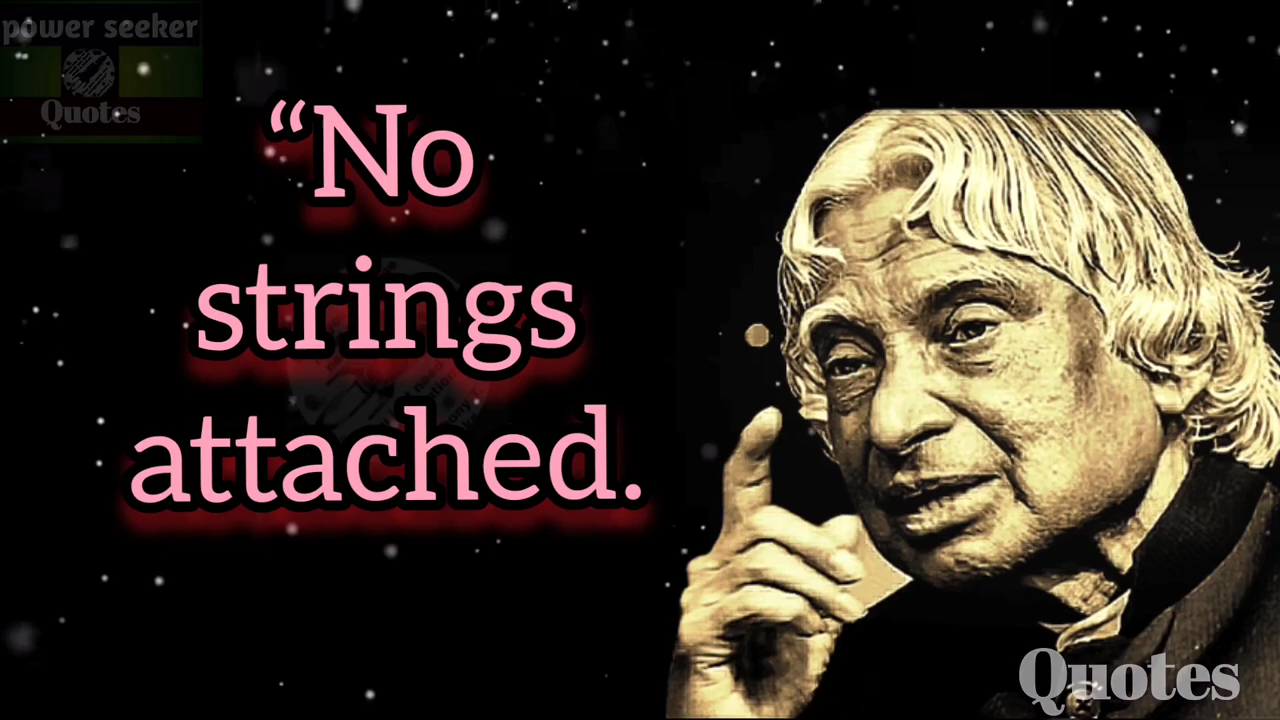 power seeker
Quotes
“No
strings
attached.
Quotes